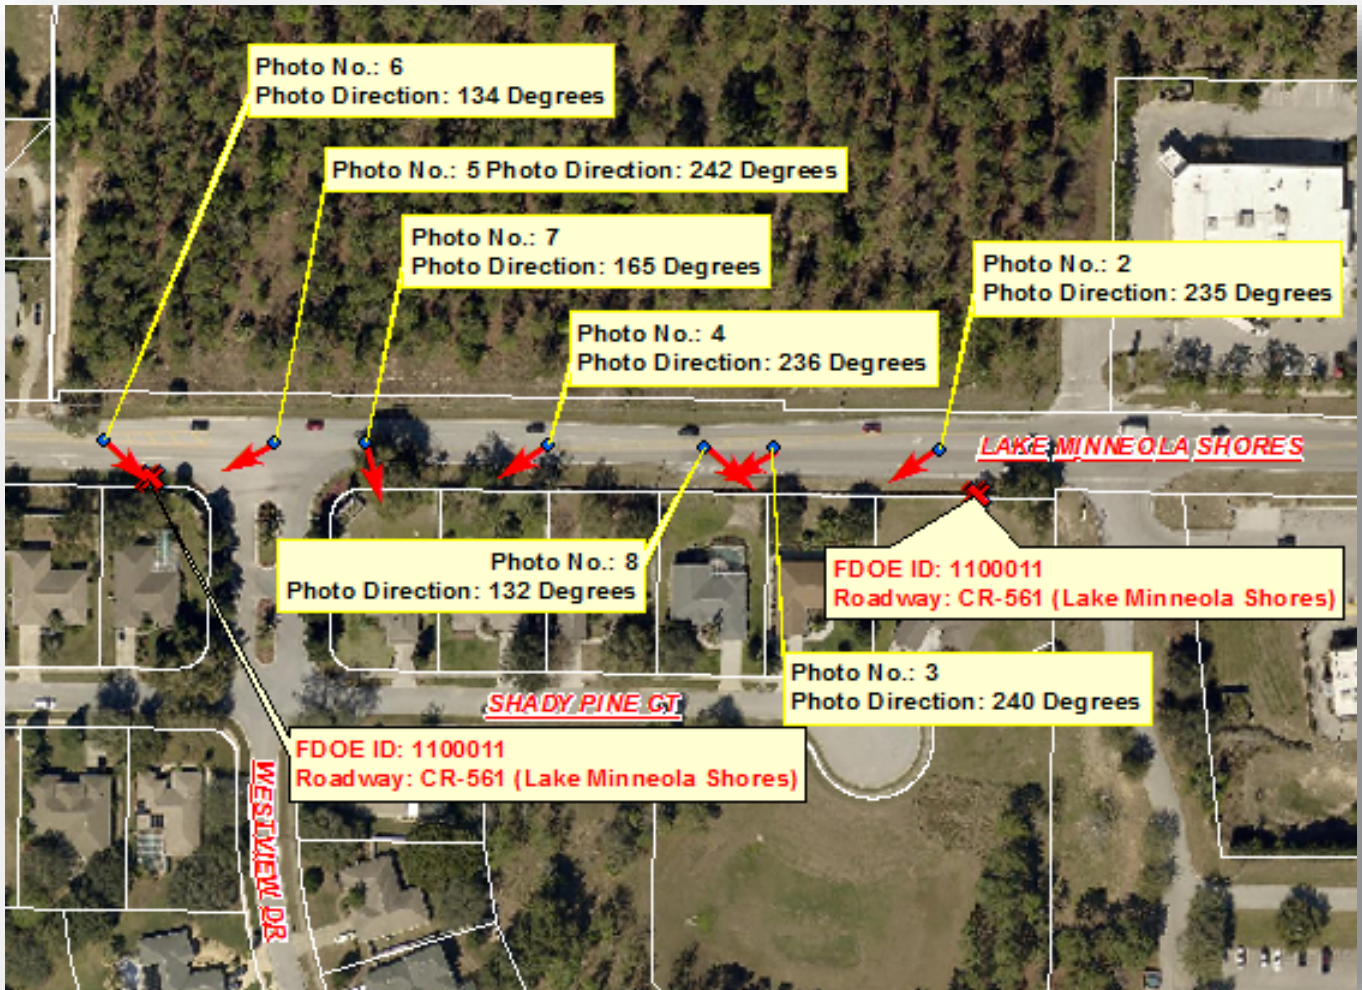 Photo No.: 6
Photo Direction: 134 Degrees
Photo No.: 5 Photo Direction: 242 Degrees
Photo No.: 7
Photo Direction: 165 Degrees
Photo No.: 2
Photo Direction: 235 Degrees
Photo No.: 4
Photo Direction: 236 Degrees
LAKE MINNEOLA SHORES
Photo No.: 8
Photo Direction: 132 Degrees
FDOE ID: 1100011
Roadway: CR-561 (Lake Minneola Shores)
Photo No.: 3
Photo Direction: 240 Degrees
SHADY PINE CT
FDOE ID: 1100011
Roadway: CR-561 (Lake Minneola Shores)
WESTVIEW DR